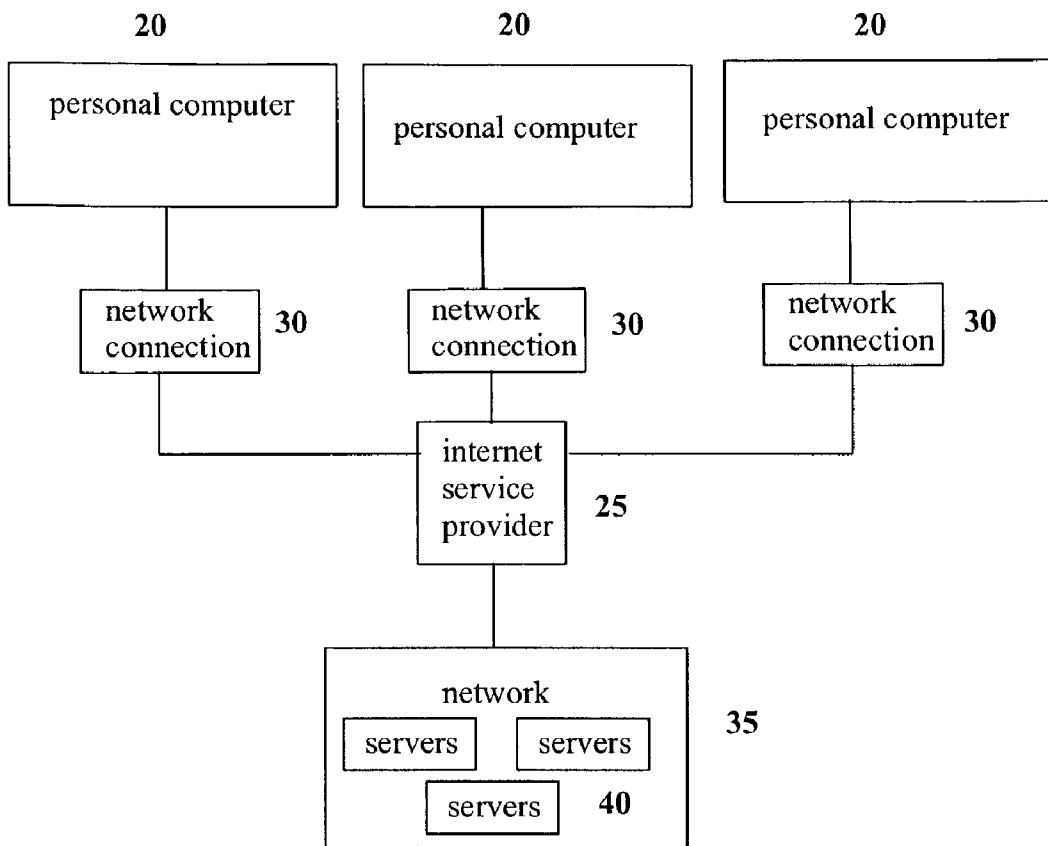 20 20 20
personal computer personal computer personal computer
network
connection
30
network
connection
30
network
connection
30
internet
service
provider
25
network
35
servers servers
servers
40